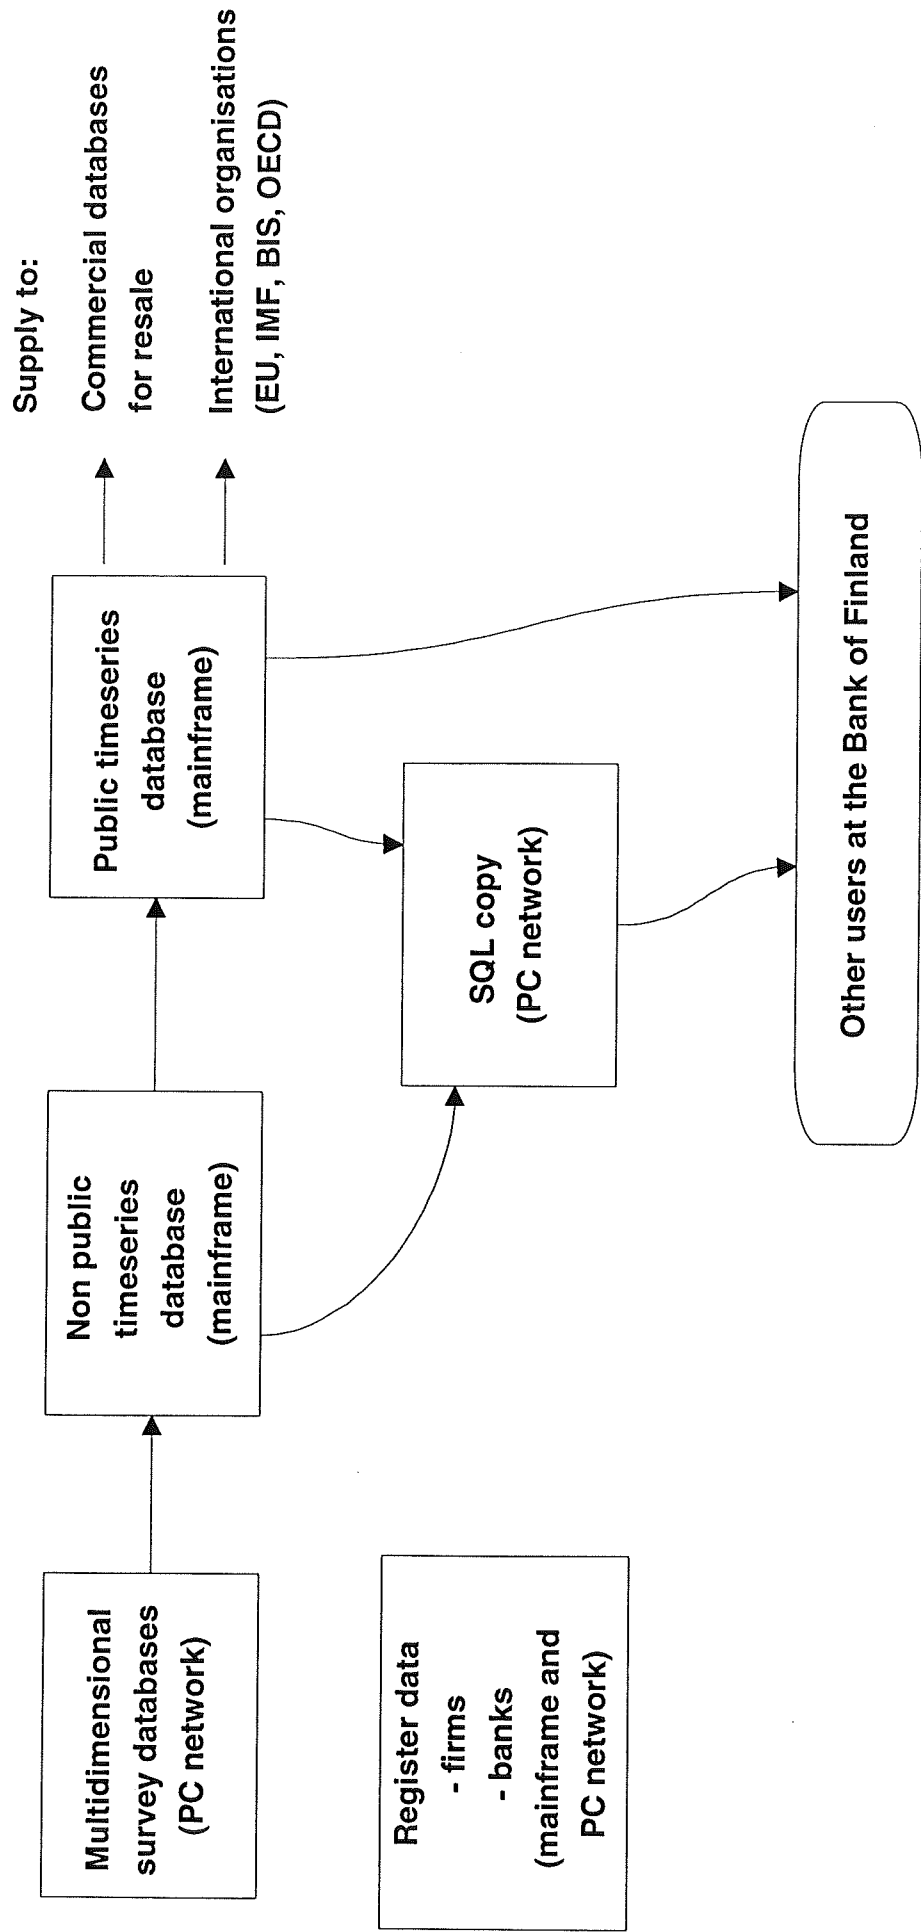 Multidimensional
survey databases
(PC network)
Non public
timeseries
database
(mainframe)
Public timeseries
database
(mainframe)
Supply to:
Commercial databases
for resale
International organisations
(EU, IMF, BIS, OECD)
Register data
- firms
- banks
(mainframe and
PC network)
SQL copy
(PC network)
Other users at the Bank of Finland